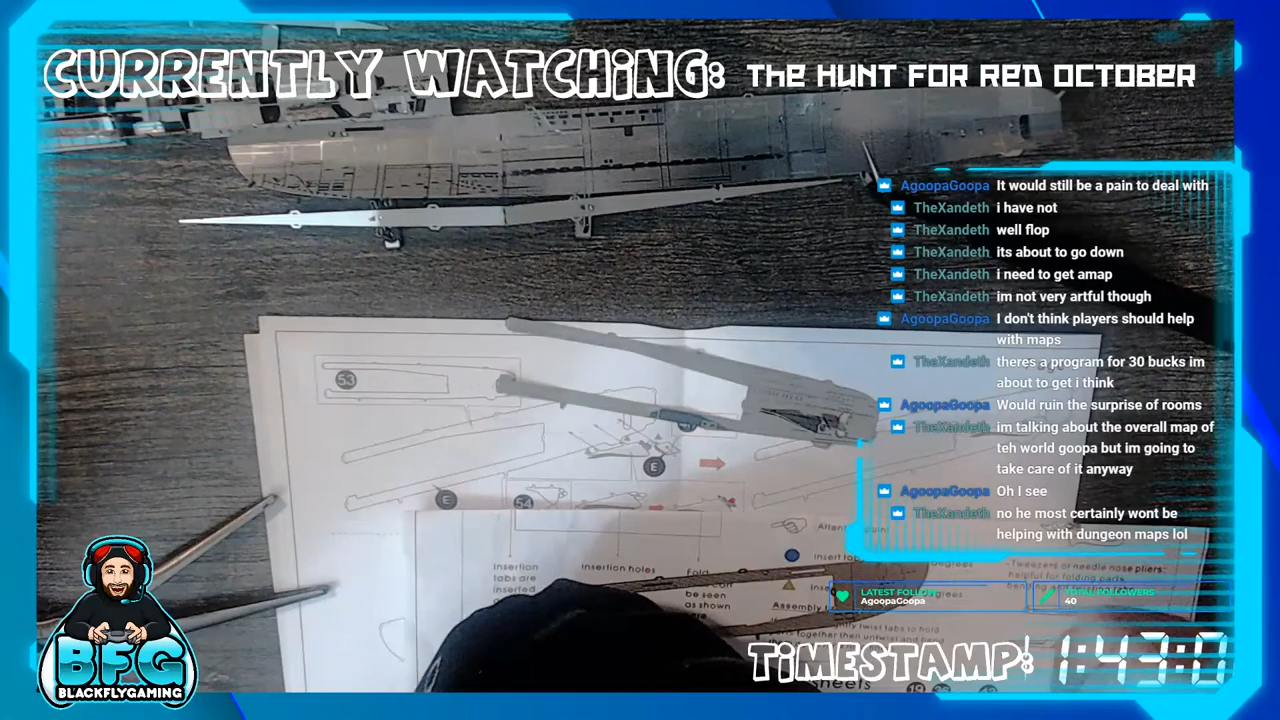 CURRENTLY WATCHING: THE HUNT FOR RED OCTOBER
AgoopaGoopa It would still be a pain to deal with
TheXandeth i have not
TheXandeth well flop
TheXandeth its about to go down
TheXandeth i need to get amap
TheXandeth im not very artful though
AgoopaGoopa I don't think players should help
with maps
TheXandeth theres a program for 30 bucks im
about to get i think
AgoopaGoopa Would ruin the surprise of rooms
TheXandeth im talking about the overall map of
teh world goopa but im going to
take care of it anyway
AgoopaGoopa Oh I see
TheXandeth no he most certainly wont be
helping with dungeon maps lol
53
E
E
54
Insertion
tabs are
inserted
Insertion holes
Fold
be seen
as shown
Insert
Assembly
Tweezers or needle nose pliers:
helpful for folding parts,
LATEST FOLLOW
AgoopaGoopa
TOTAL FOLLOWERS
40
TIMESTAMP: 1:43:0
sheets
BFG
BLACKFLYGAMING